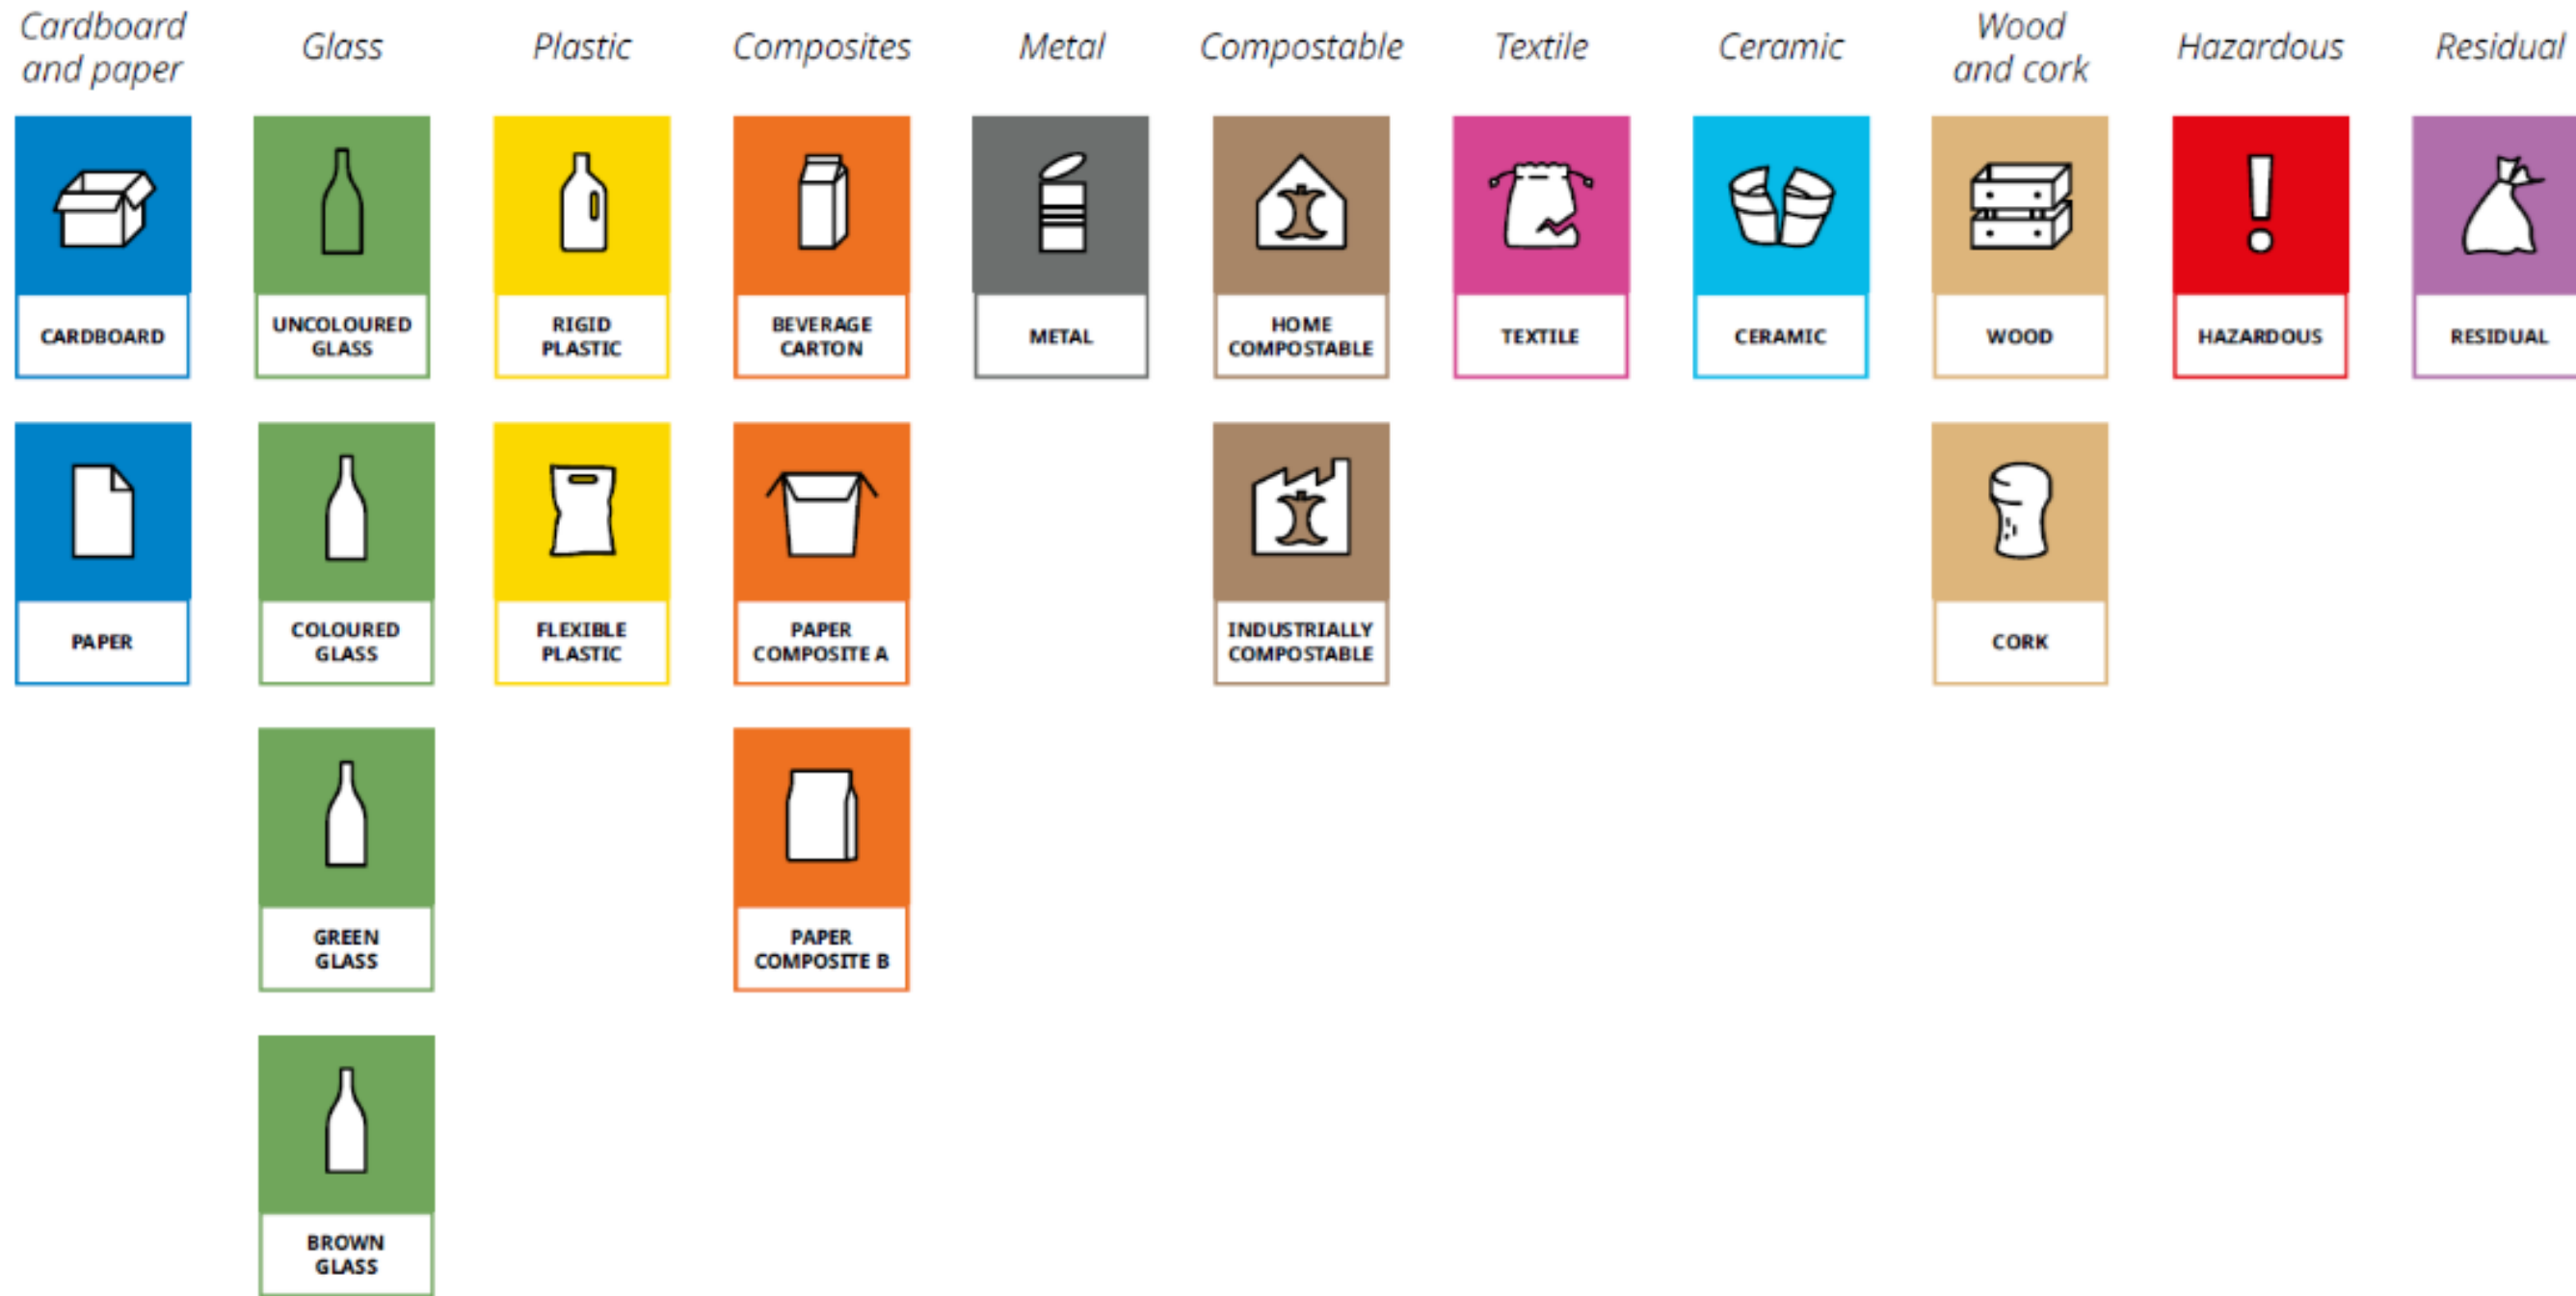 Cardboard
and paper
Glass
Plastic
Composites
Metal
Compostable
Textile
Ceramic
Wood
and cork
Hazardous
Residual
CARDBOARD
UNCOLOURED
GLASS
RIGID
PLASTIC
BEVERAGE
CARTON
METAL
HOME
COMPOSTABLE
TEXTILE
CERAMIC
WOOD
HAZARDOUS
RESIDUAL
PAPER
COLOURED
GLASS
FLEXIBLE
PLASTIC
PAPER
COMPOSITE A
INDUSTRIALLY
COMPOSTABLE
CORK
GREEN
GLASS
PAPER
COMPOSITE B
BROWN
GLASS